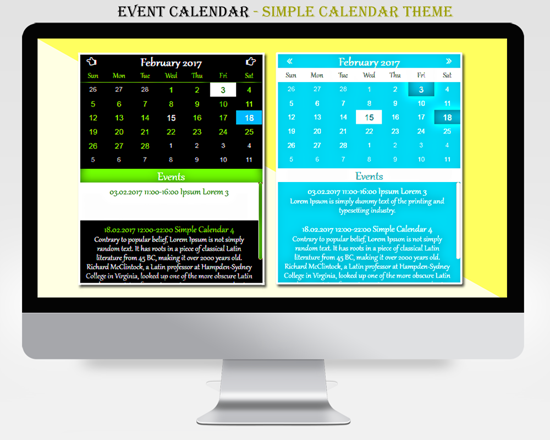 EVENT CALENDAR - SIMPLE CALENDAR THEME
February 2017
Sun Mon Tue Wed Thu Fri Sat
26 27 28 1 2 3 4
5 6 7 8 9 10 11
12 13 14 15 16 17 18
19 20 21 22 23 24 25
26 27 28 1 2 3 4
5 6 7 8 9 10 11
Events
03.02.2017 11:00-16:00 Ipsum Lorem 3
18.02.2017 12:00-22:00 Simple Calendar 4
Contrary to popular belief, Lorem Ipsum is not simply
random text. It has roots in a piece of classical Latin
literature from 45 BC, making it over 2000 years old.
Richard McClintock, a Latin professor at Hampden-Sydney
College in Virginia, looked up one of the more obscure Latin
« February 2017 »
Sun Mon Tue Wed Thu Fri Sat
26 27 28 1 2 3 4
5 6 7 8 9 10 11
12 13 14 15 16 17 18
19 20 21 22 23 24 25
26 27 28 1 2 3 4
5 6 7 8 9 10 11
Events
03.02.2017 11:00-16:00 Ipsum Lorem 3
Lorem Ipsum is simply dummy text of the printing and
typesetting industry.
18.02.2017 12:00-22:00 Simple Calendar 4
Contrary to popular belief, Lorem Ipsum is not simply
random text. It has roots in a piece of classical Latin
literature from 45 BC, making it over 2000 years old.
Richard McClintock, a Latin professor at Hampden-Sydney
College in Virginia, looked up one of the more obscure Latin